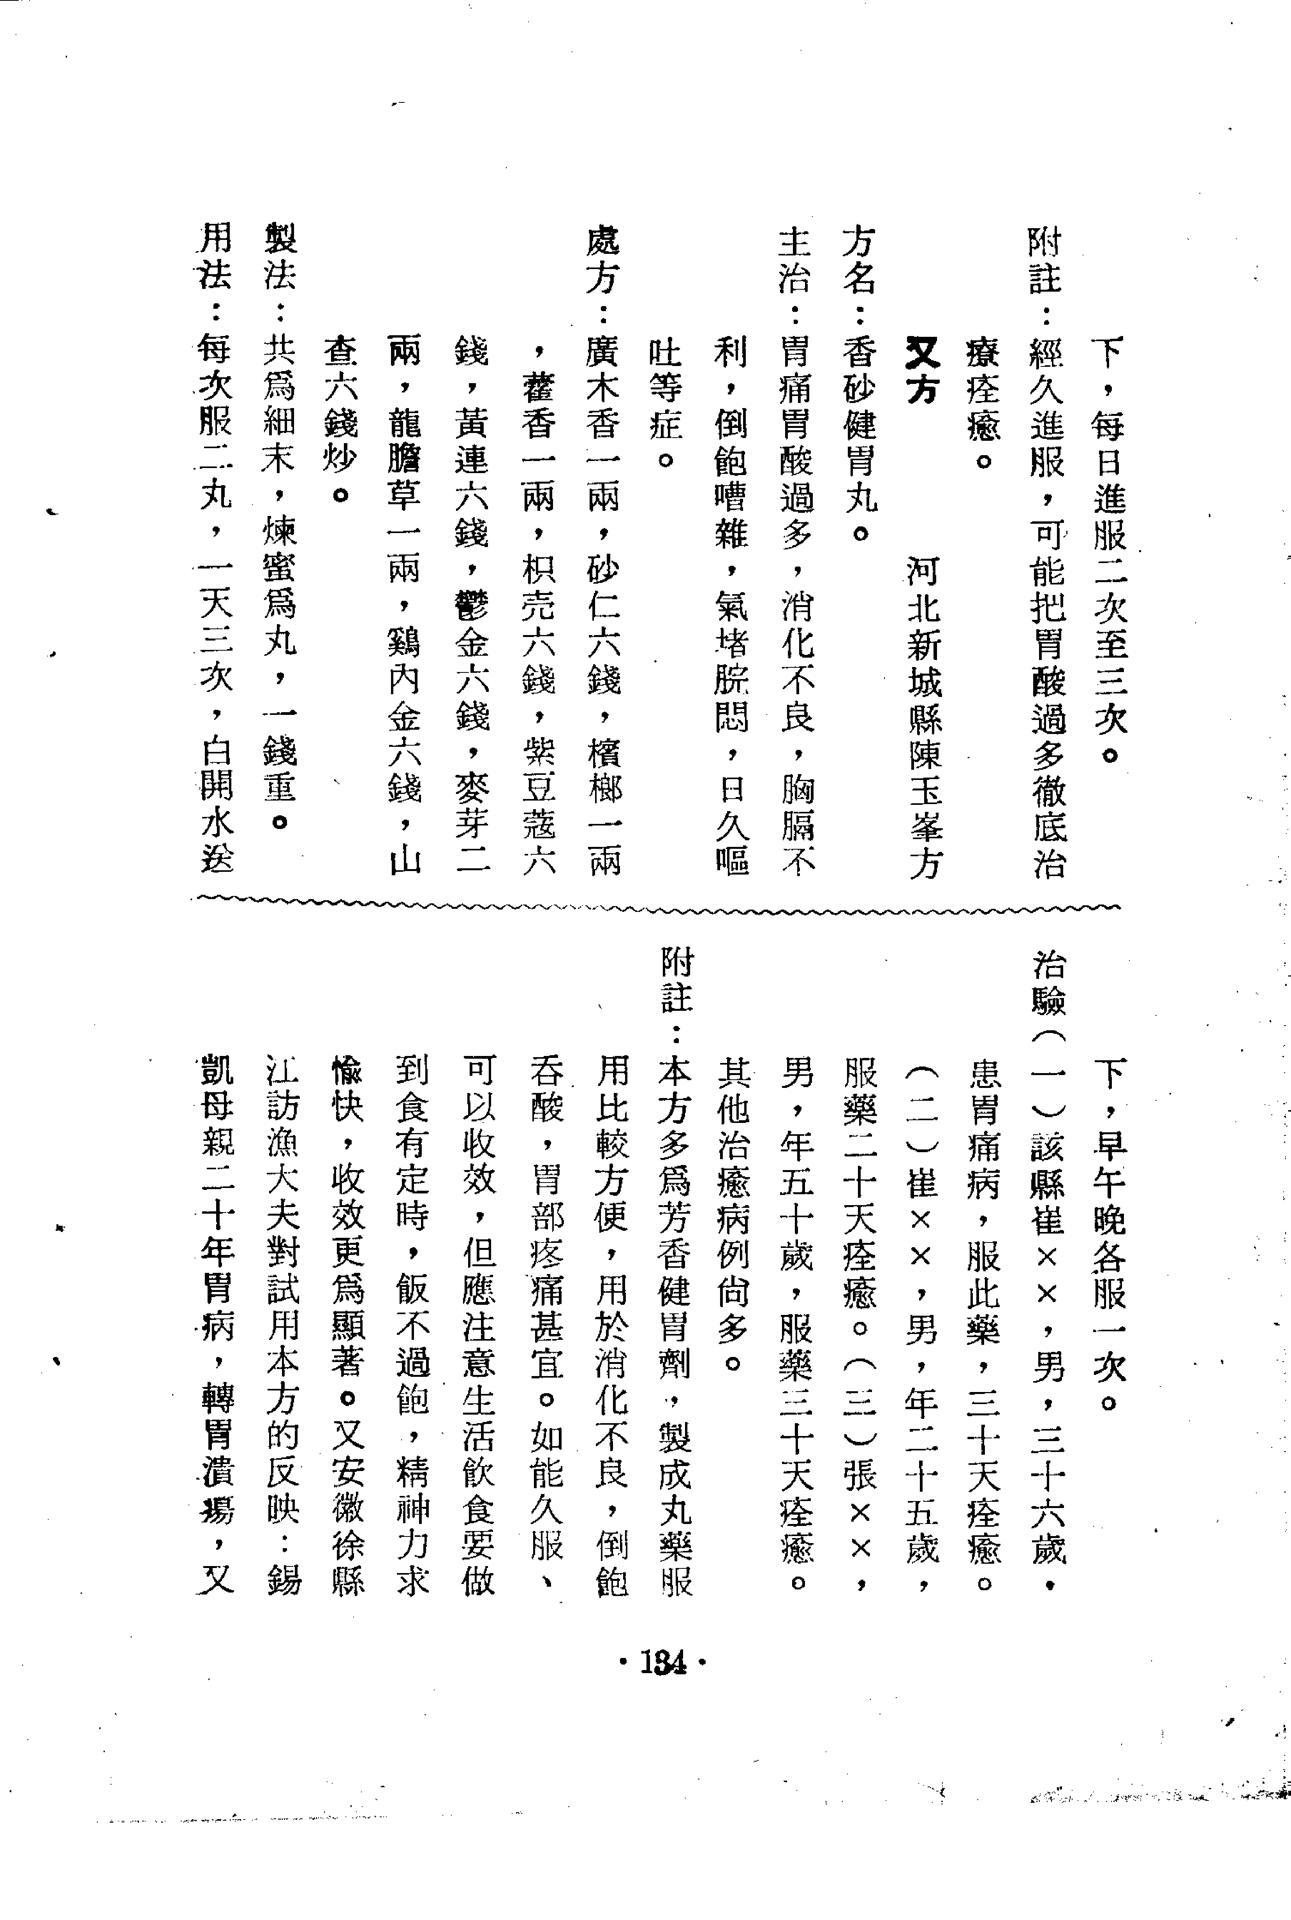 下，每日進服二次至三次。
附註：經久進服，可能把胃酸過多徹底治
療痊癒。
又方　　　　河北新城縣陳玉峯方
方名：香砂健胃丸。
主治：胃痛胃酸過多，消化不良，胸膈不
利，倒飽嘈雜，氣堵脘悶，日久嘔
吐等症。
處方：廣木香一兩，砂仁六錢，檳榔一兩
，藿香一兩，枳壳六錢，紫豆蔻六
錢，黃連六錢，鬱金六錢，麥芽二
兩，龍膽草一兩，鷄內金六錢，山
查六錢炒。
製法：共爲細末，煉蜜爲丸，一錢重。
用法：每次服二丸，一天三次，白開水送
下，早午晚各服一次。
治驗（一）該縣崔××，男，三十六歲，
患胃痛病，服此藥，三十天痊癒。
（二）崔××，男，年二十五歲，
服藥二十天痊癒。（三）張××，
男，年五十歲，服藥三十天痊癒。
其他治癒病例尙多。
附註：本方多爲芳香健胃劑，製成丸藥服
用比較方便，用於消化不良，倒飽
吞酸，胃部疼痛甚宜。如能久服、
可以收效，但應注意生活飮食要做
到食有定時，飯不過飽，精神力求
愉快，收效更爲顯著。又安徽徐縣
江訪漁大夫對試用本方的反映：錫
凱母親二十年胃病，轉胃潰瘍，又
·134·